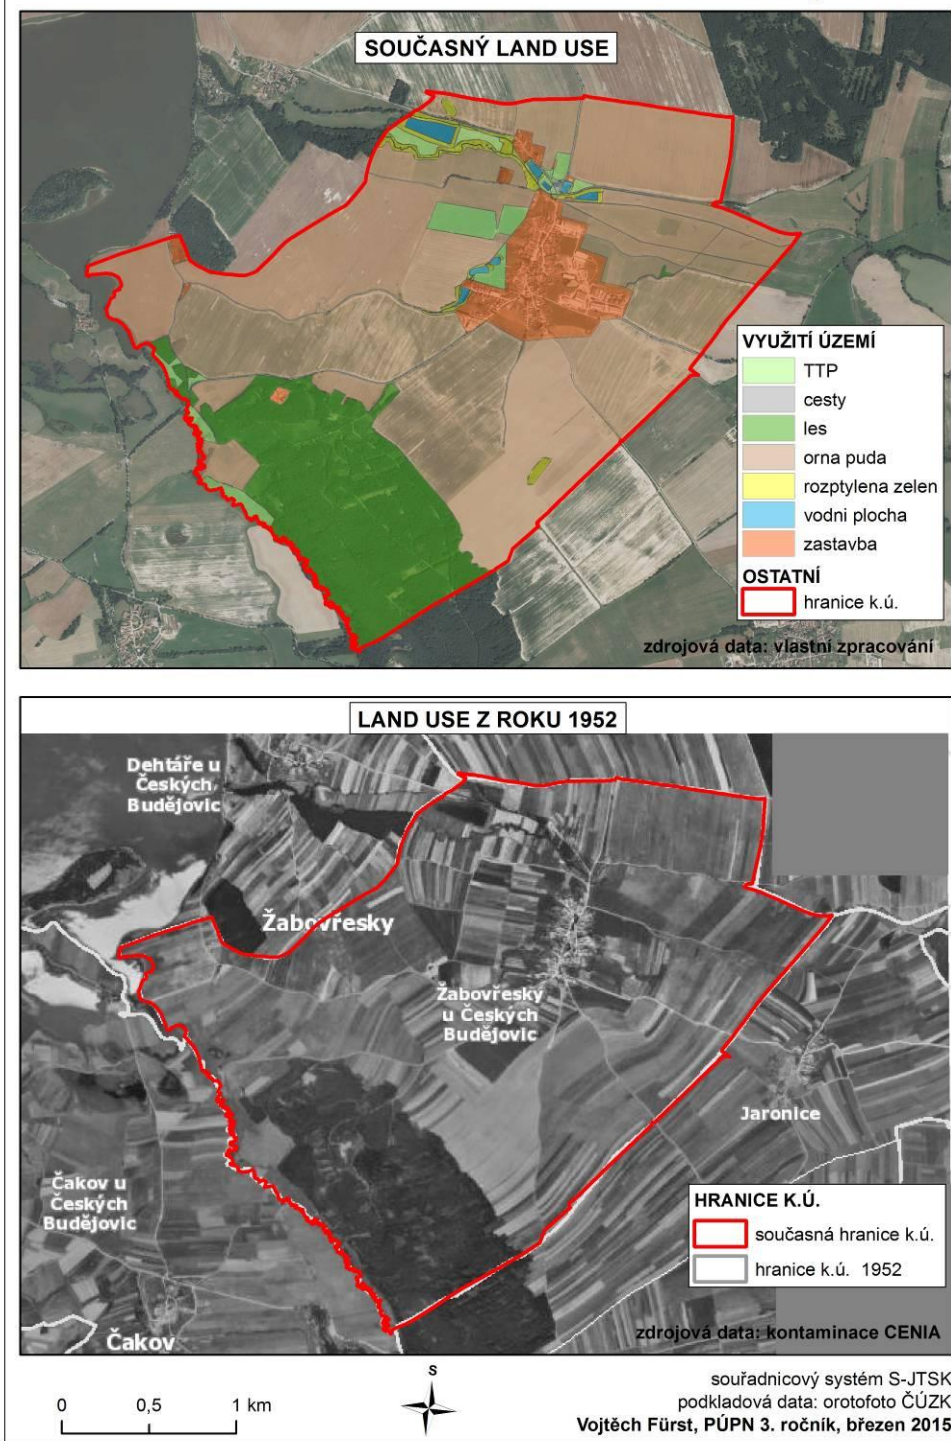 SOUČASNÝ LAND USE
VYUŽITÍ ÚZEMÍ
TTP
cesty
les
orna puda
rozptylena zelen
vodni plocha
zastavba
OSTATNÍ
hranice k.ú.
zdrojová data: vlastní zpracování
LAND USE Z ROKU 1952
Dehtáře u
Českých
Budějovic
Žabovřesky
Žabovřesky
u Českých
Budějovic
Jaronice
Čakov u
Českých
Budějovic
Čakov
HRANICE K.Ú.
současná hranice k.ú.
hranice k.ú. 1952
zdrojová data: kontaminace CENIA
S
0 0,5 1 km
souřadnicový systém S-JTSK
podkladová data: orotofoto ČÚZK
Vojtěch Fürst, PÚPN 3. ročník, březen 2015